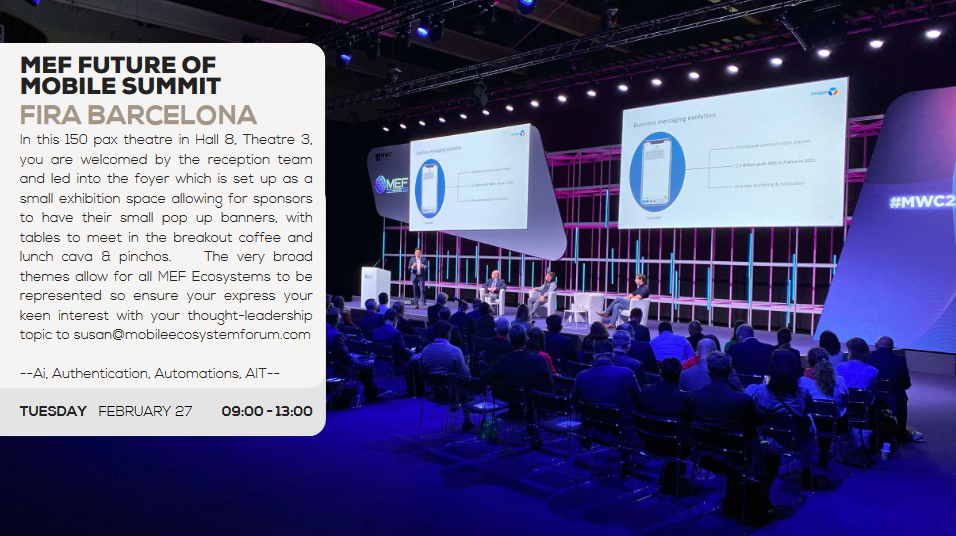 MEF FUTURE OF
MOBILE SUMMIT
FIRA BARCELONA
In this 150 pax theatre in Hall 8, Theatre 3,
you are welcomed by the reception team
and led into the foyer which is set up as a
small exhibition space allowing for sponsors
to have their small pop up banners, with
tables to meet in the breakout coffee and
lunch cava & pinchos. The very broad
themes allow for all MEF Ecosystems to be
represented so ensure your express your
keen interest with your thought-leadership
topic to susan@mobileecosystemforum.com
--Ai, Authentication, Automations, AIT--
TUESDAY FEBRUARY 27 09:00 - 13:00
MWC
MEF
Business messaging evolution
Business messaging evolution
#MWC2